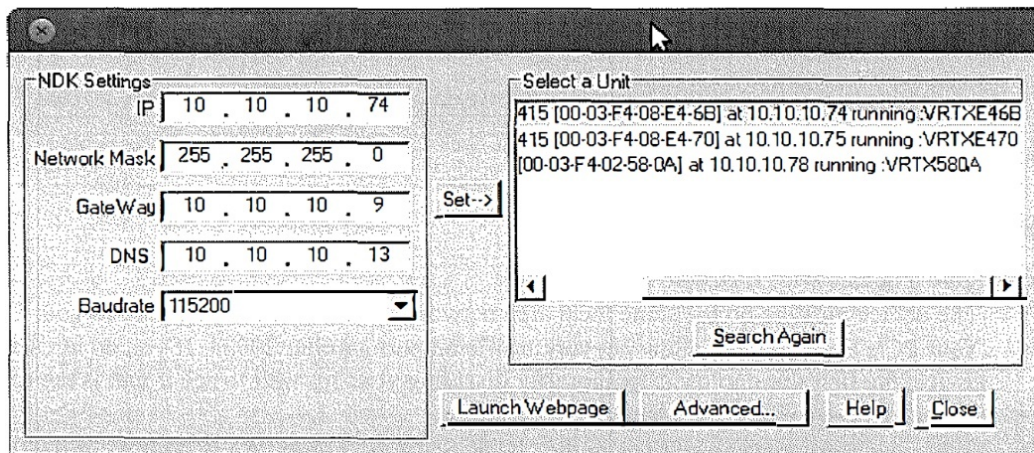 NDK Settings
IP 10 . 10 . 10 . 74
Network Mask 255 . 255 . 255 . 0
GateWay 10 . 10 . 10 . 9
DNS 10 . 10 . 10 . 13
Baudrate 115200
Set-->
Select a Unit
415 [00-03-F4-08-E4-6B] at 10.10.10.74 running :VRTXE46B
415 [00-03-F4-08-E4-70] at 10.10.10.75 running :VRTXE470
[00-03-F4-02-58-0A] at 10.10.10.78 running :VRTX580A
Search Again
Launch Webpage
Advanced...
Help
Close